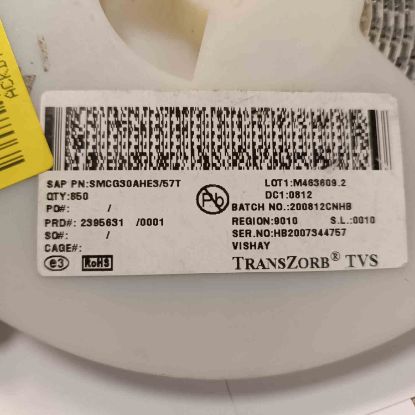 SAP PN:SMCG30AHE3/57T
QTY:850
PO#: /
PRD#: 2395631 /0001
SO#: /
CAGE#:
e3 RoHS
Pb
LOT1:M463609.2
DC1:0812
BATCH NO.:200812CNHB
REGION:9010 S.L.:0010
SER.NO:HB2007344757
VISHAY
TRANSZORB® TVS